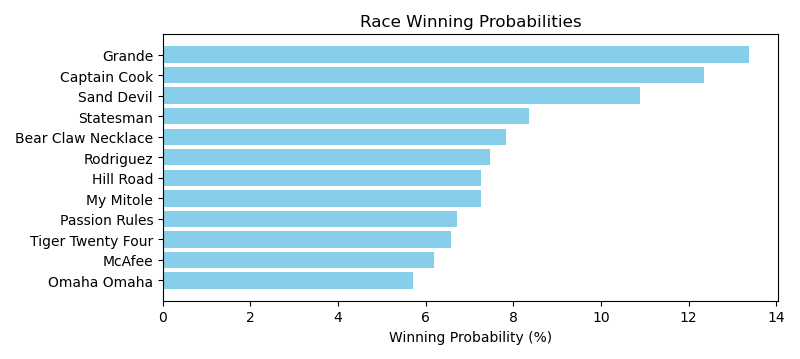 Race Winning Probabilities
Grande
Captain Cook
Sand Devil
Statesman
Bear Claw Necklace
Rodriguez
Hill Road
My Mitole
Passion Rules
Tiger Twenty Four
McAfee
Omaha Omaha
0 2 4 6 8 10 12 14
Winning Probability (%)